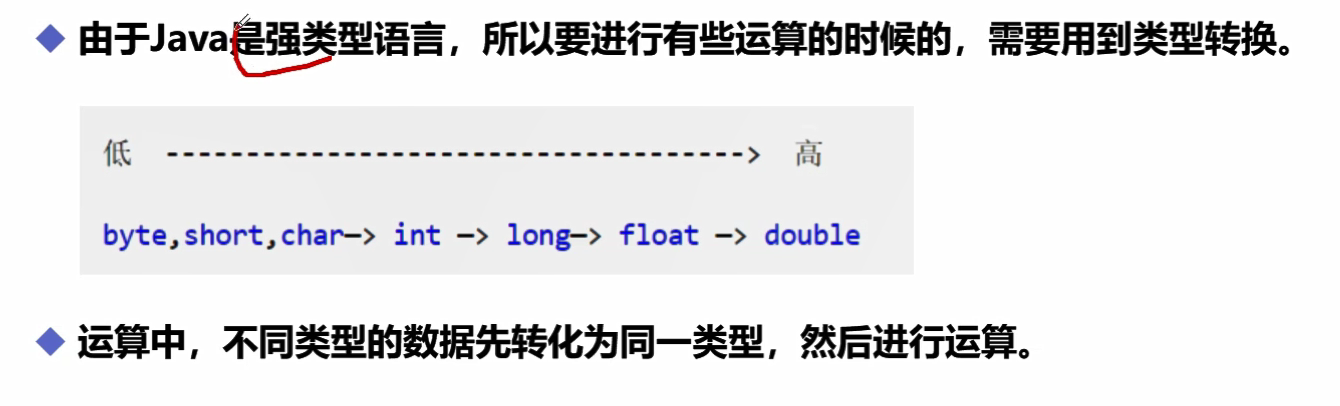 由于Java是强类型语言，所以要进行有些运算的时候的，需要用到类型转换。
低 ------------------------------------> 高
byte,short,char—> int —> long—> float —> double
运算中，不同类型的数据先转化为同一类型，然后进行运算。